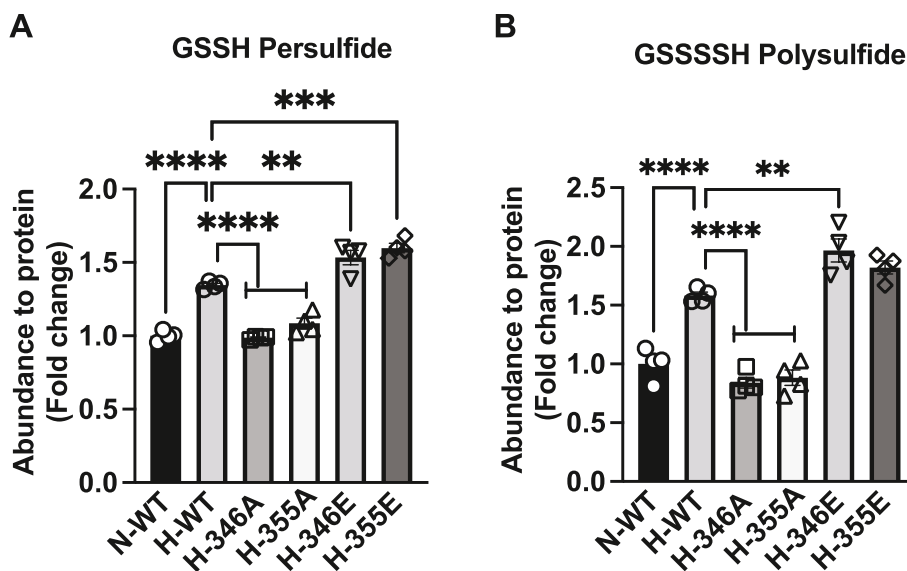 A
GSSH Persulfide
***
****
**
****
Abundance to protein
(Fold change)
2.0
1.5
1.0
0.5
0.0
N-WT
H-WT
H-346A
H-355A
H-346E
H-355E
B
GSSSSH Polysulfide
****
**
****
Abundance to protein
(Fold change)
2.5
2.0
1.5
1.0
0.5
0.0
N-WT
H-WT
H-346A
H-355A
H-346E
H-355E